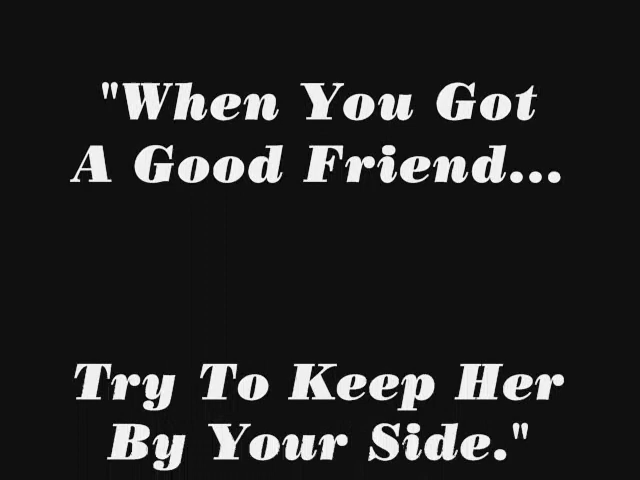 "When You Got
A Good Friend...
Try To Keep Her
By Your Side."